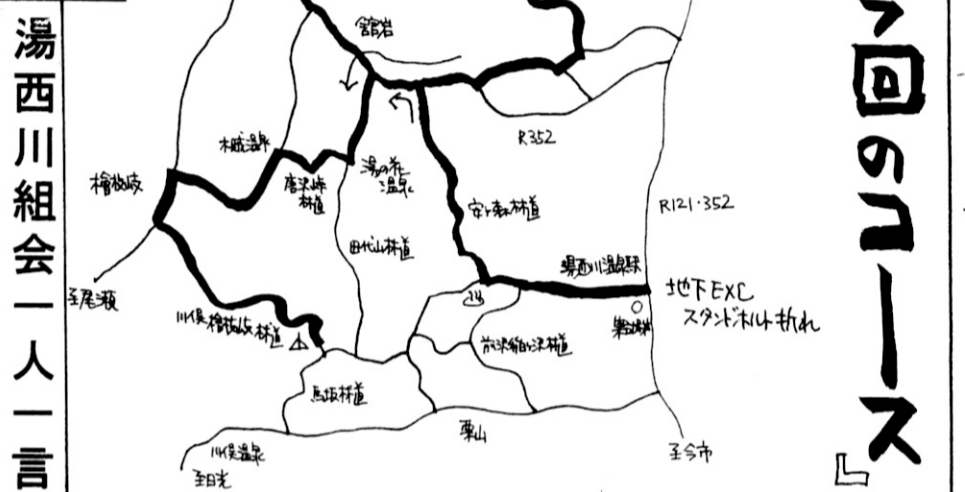 回のコース」
舘岩
R352
木賊温泉
湯の花
温泉
檜枝岐
唐沢峠
林道
安ヶ森林道
R121・352
田代山林道
湯西川温泉駅
地下EXC
スタンドボルト折れ
至尾瀬
川俣檜枝岐林道
馬坂林道
栗山
川俣温泉
至日光
至今市
湯西川組会一人一言